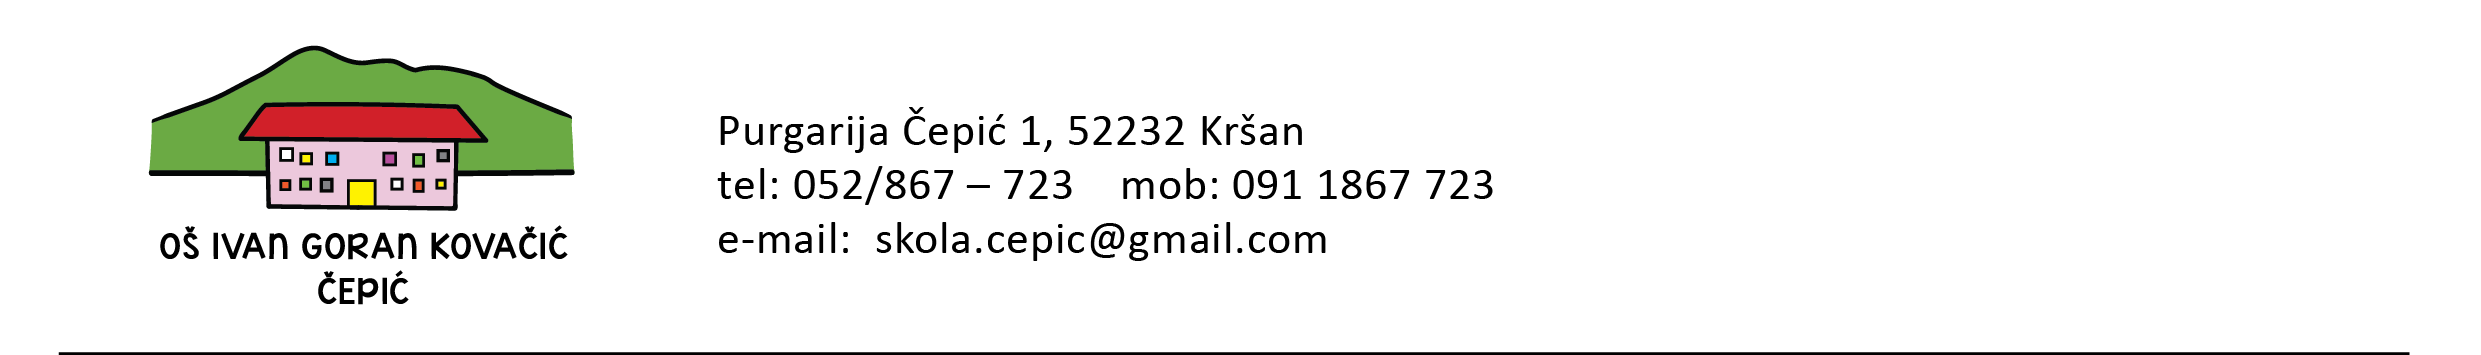 OŠ IVAN GORAN KOVAČIĆ
ČEPIĆ
Purgarija Čepić 1, 52232 Kršan
tel: 052/867 – 723    mob: 091 1867 723
e-mail:  skola.cepic@gmail.com